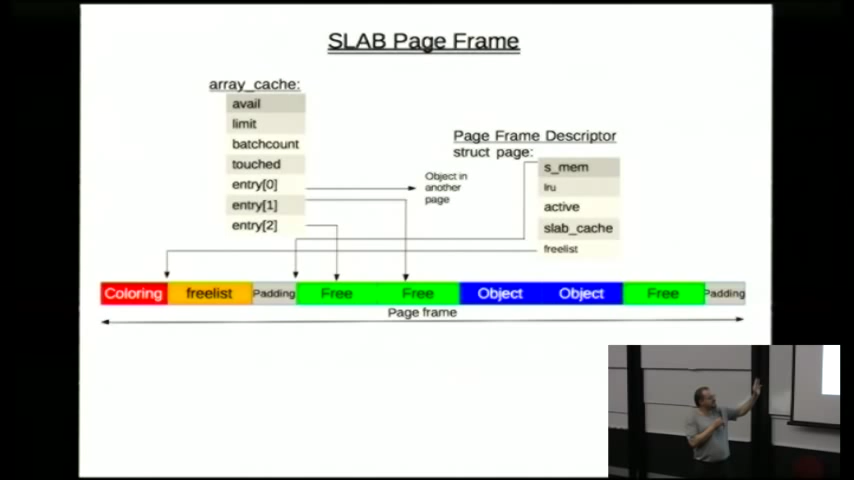 SLAB Page Frame
array_cache:
avail
limit
batchcount
touched
entry[0]
entry[1]
entry[2]
Object in
another
page
Page Frame Descriptor
struct page:
s_mem
lru
active
slab_cache
freelist
Coloring freelist Padding Free Free Object Object Free Padding
Page frame